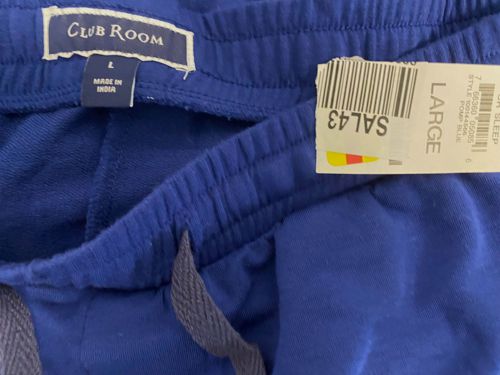 CLUB ROOM
L
MADE IN
INDIA
SAL43
LARGE
SLEEP
POMP BLUE